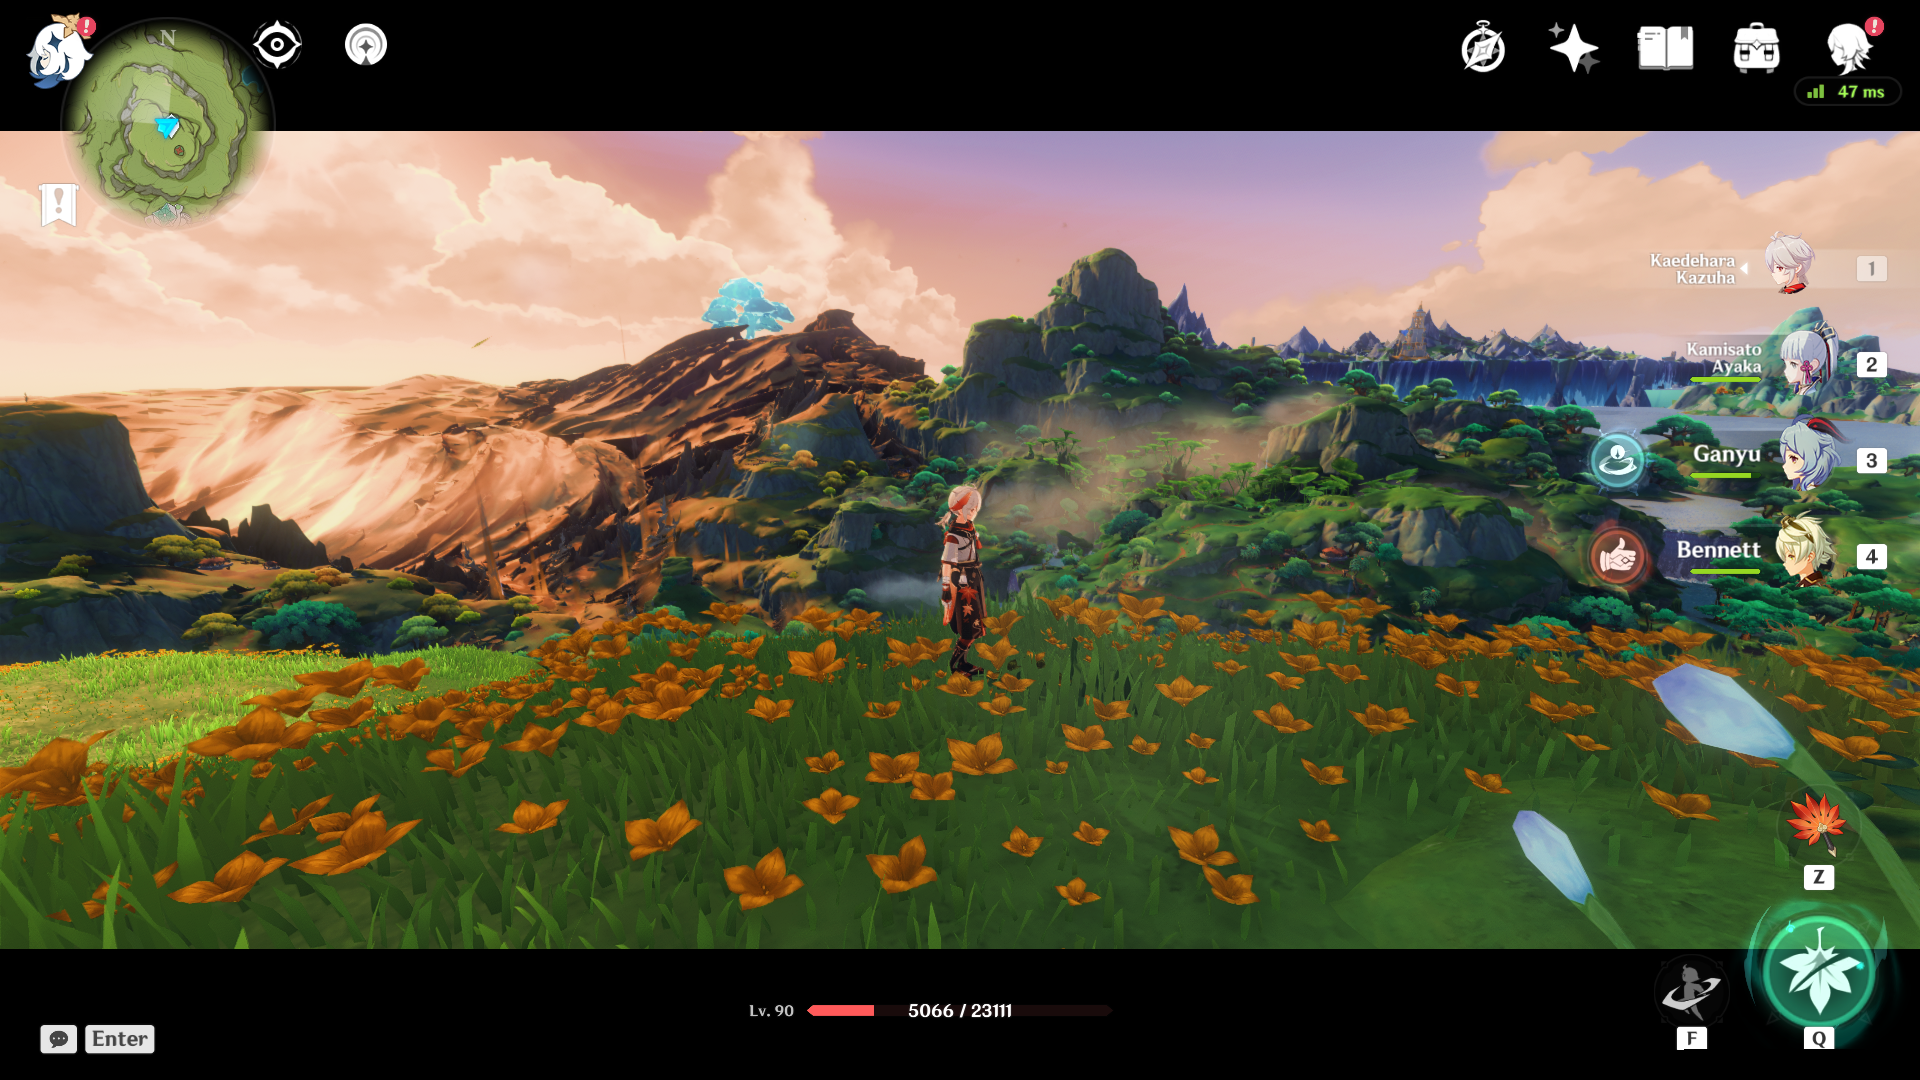 N
47 ms
Kaedehara
Kazuha
1
Kamisato
Ayaka
2
Ganyu
3
Bennett
4
Z
Lv. 90
5066 / 23111
Enter
F
Q